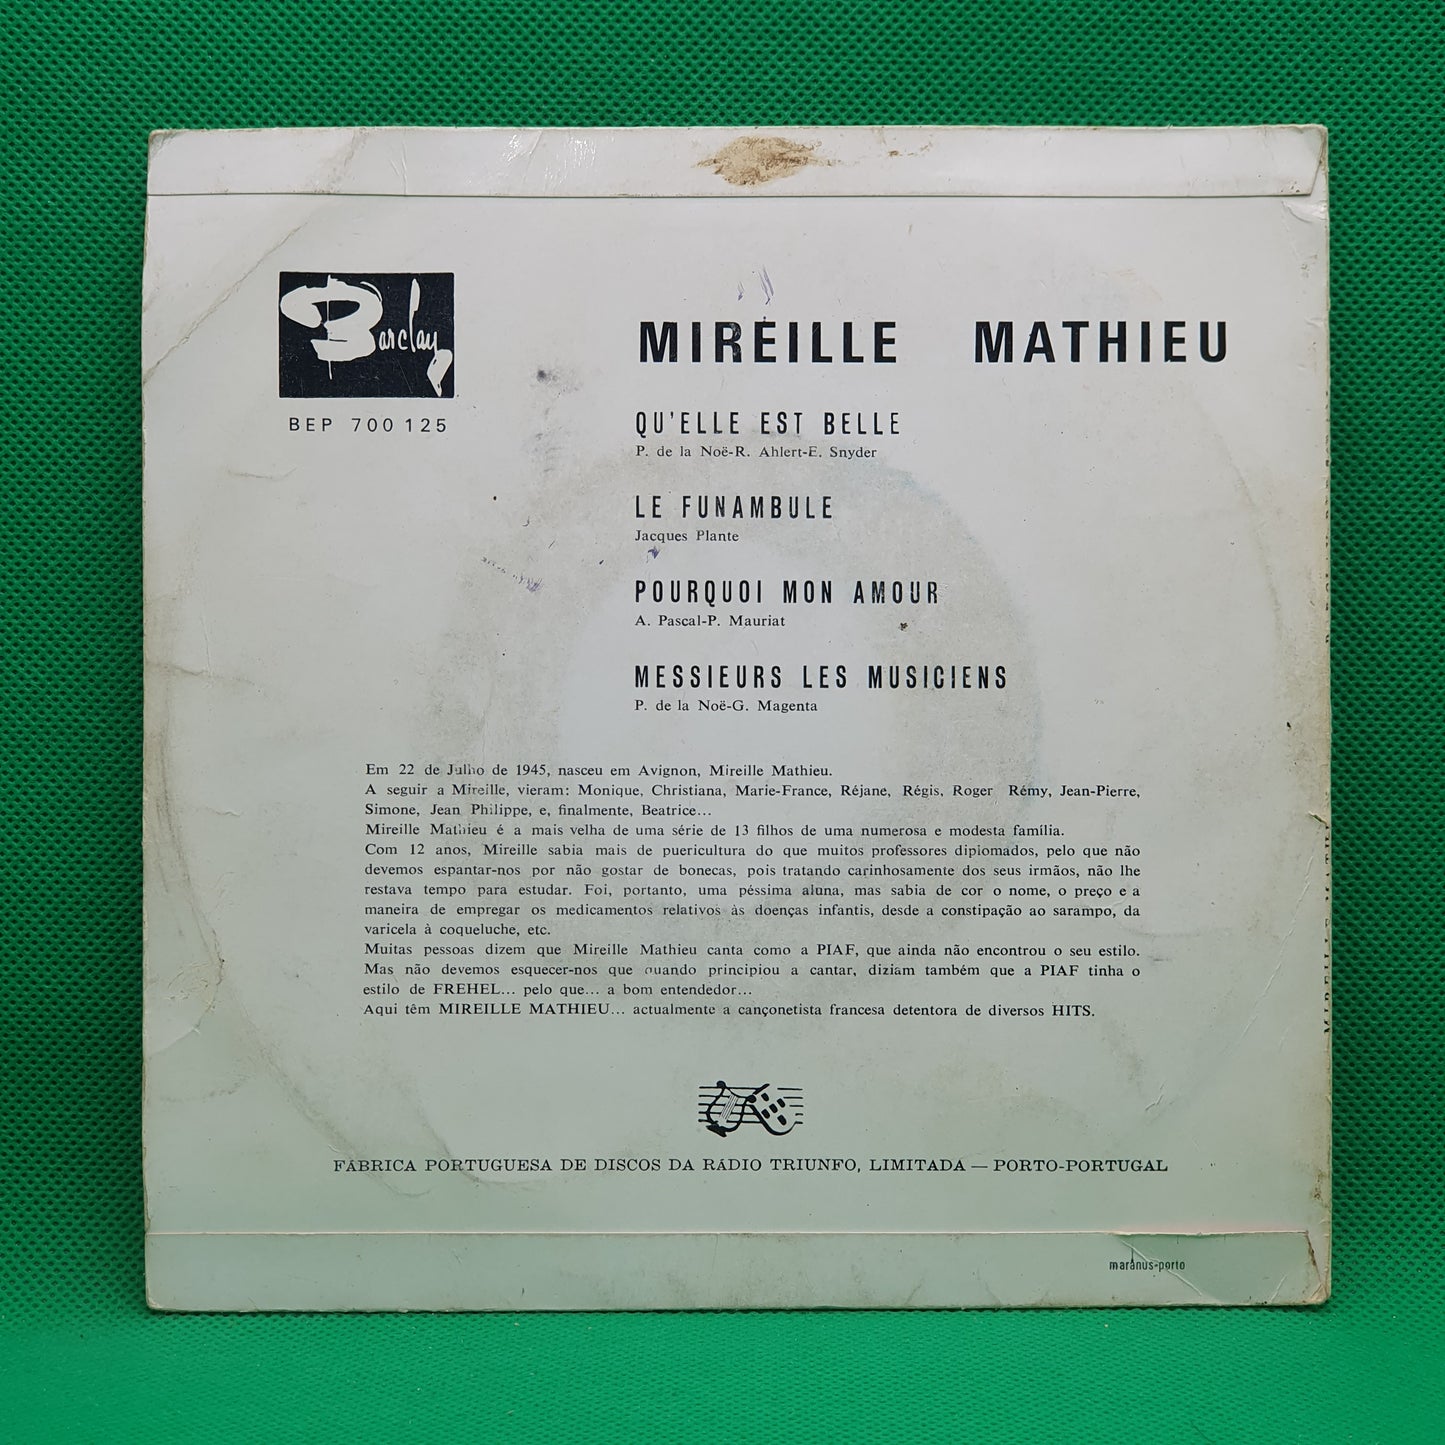 Barclay
BEP 700 125
MIREILLE MATHIEU
QU'ELLE EST BELLE
P. de la Noë-R. Ahlert-E. Snyder
LE FUNAMBULE
Jacques Plante
POURQUOI MON AMOUR
A. Pascal-P. Mauriat
MESSIEURS LES MUSICIENS
P. de la Noë-G. Magenta
Em 22 de Julho de 1945, nasceu em Avignon, Mireille Mathieu.
A seguir a Mireille, vieram: Monique, Christiana, Marie-France, Réjane, Régis, Roger Rémy, Jean-Pierre,
Simone, Jean Philippe, e, finalmente, Beatrice...
Mireille Mathieu é a mais velha de uma série de 13 filhos de uma numerosa e modesta família.
Com 12 anos, Mireille sabia mais de puericultura do que muitos professores diplomados, pelo que não
devemos espantar-nos por não gostar de bonecas, pois tratando carinhosamente dos seus irmãos, não lhe
restava tempo para estudar. Foi, portanto, uma péssima aluna, mas sabia de cor o nome, o preço e a
maneira de empregar os medicamentos relativos às doenças infantis, desde a constipação ao sarampo, da
varicela à coqueluche, etc.
Muitas pessoas dizem que Mireille Mathieu canta como a PIAF, que ainda não encontrou o seu estilo.
Mas não devemos esquecer-nos que quando principiou a cantar, diziam também que a PIAF tinha o
estilo de FREHEL... pelo que... a bom entendedor...
Aqui têm MIREILLE MATHIEU... actualmente a cançonetista francesa detentora de diversos HITS.
FÁBRICA PORTUGUESA DE DISCOS DA RÁDIO TRIUNFO, LIMITADA — PORTO-PORTUGAL
maránus-porto